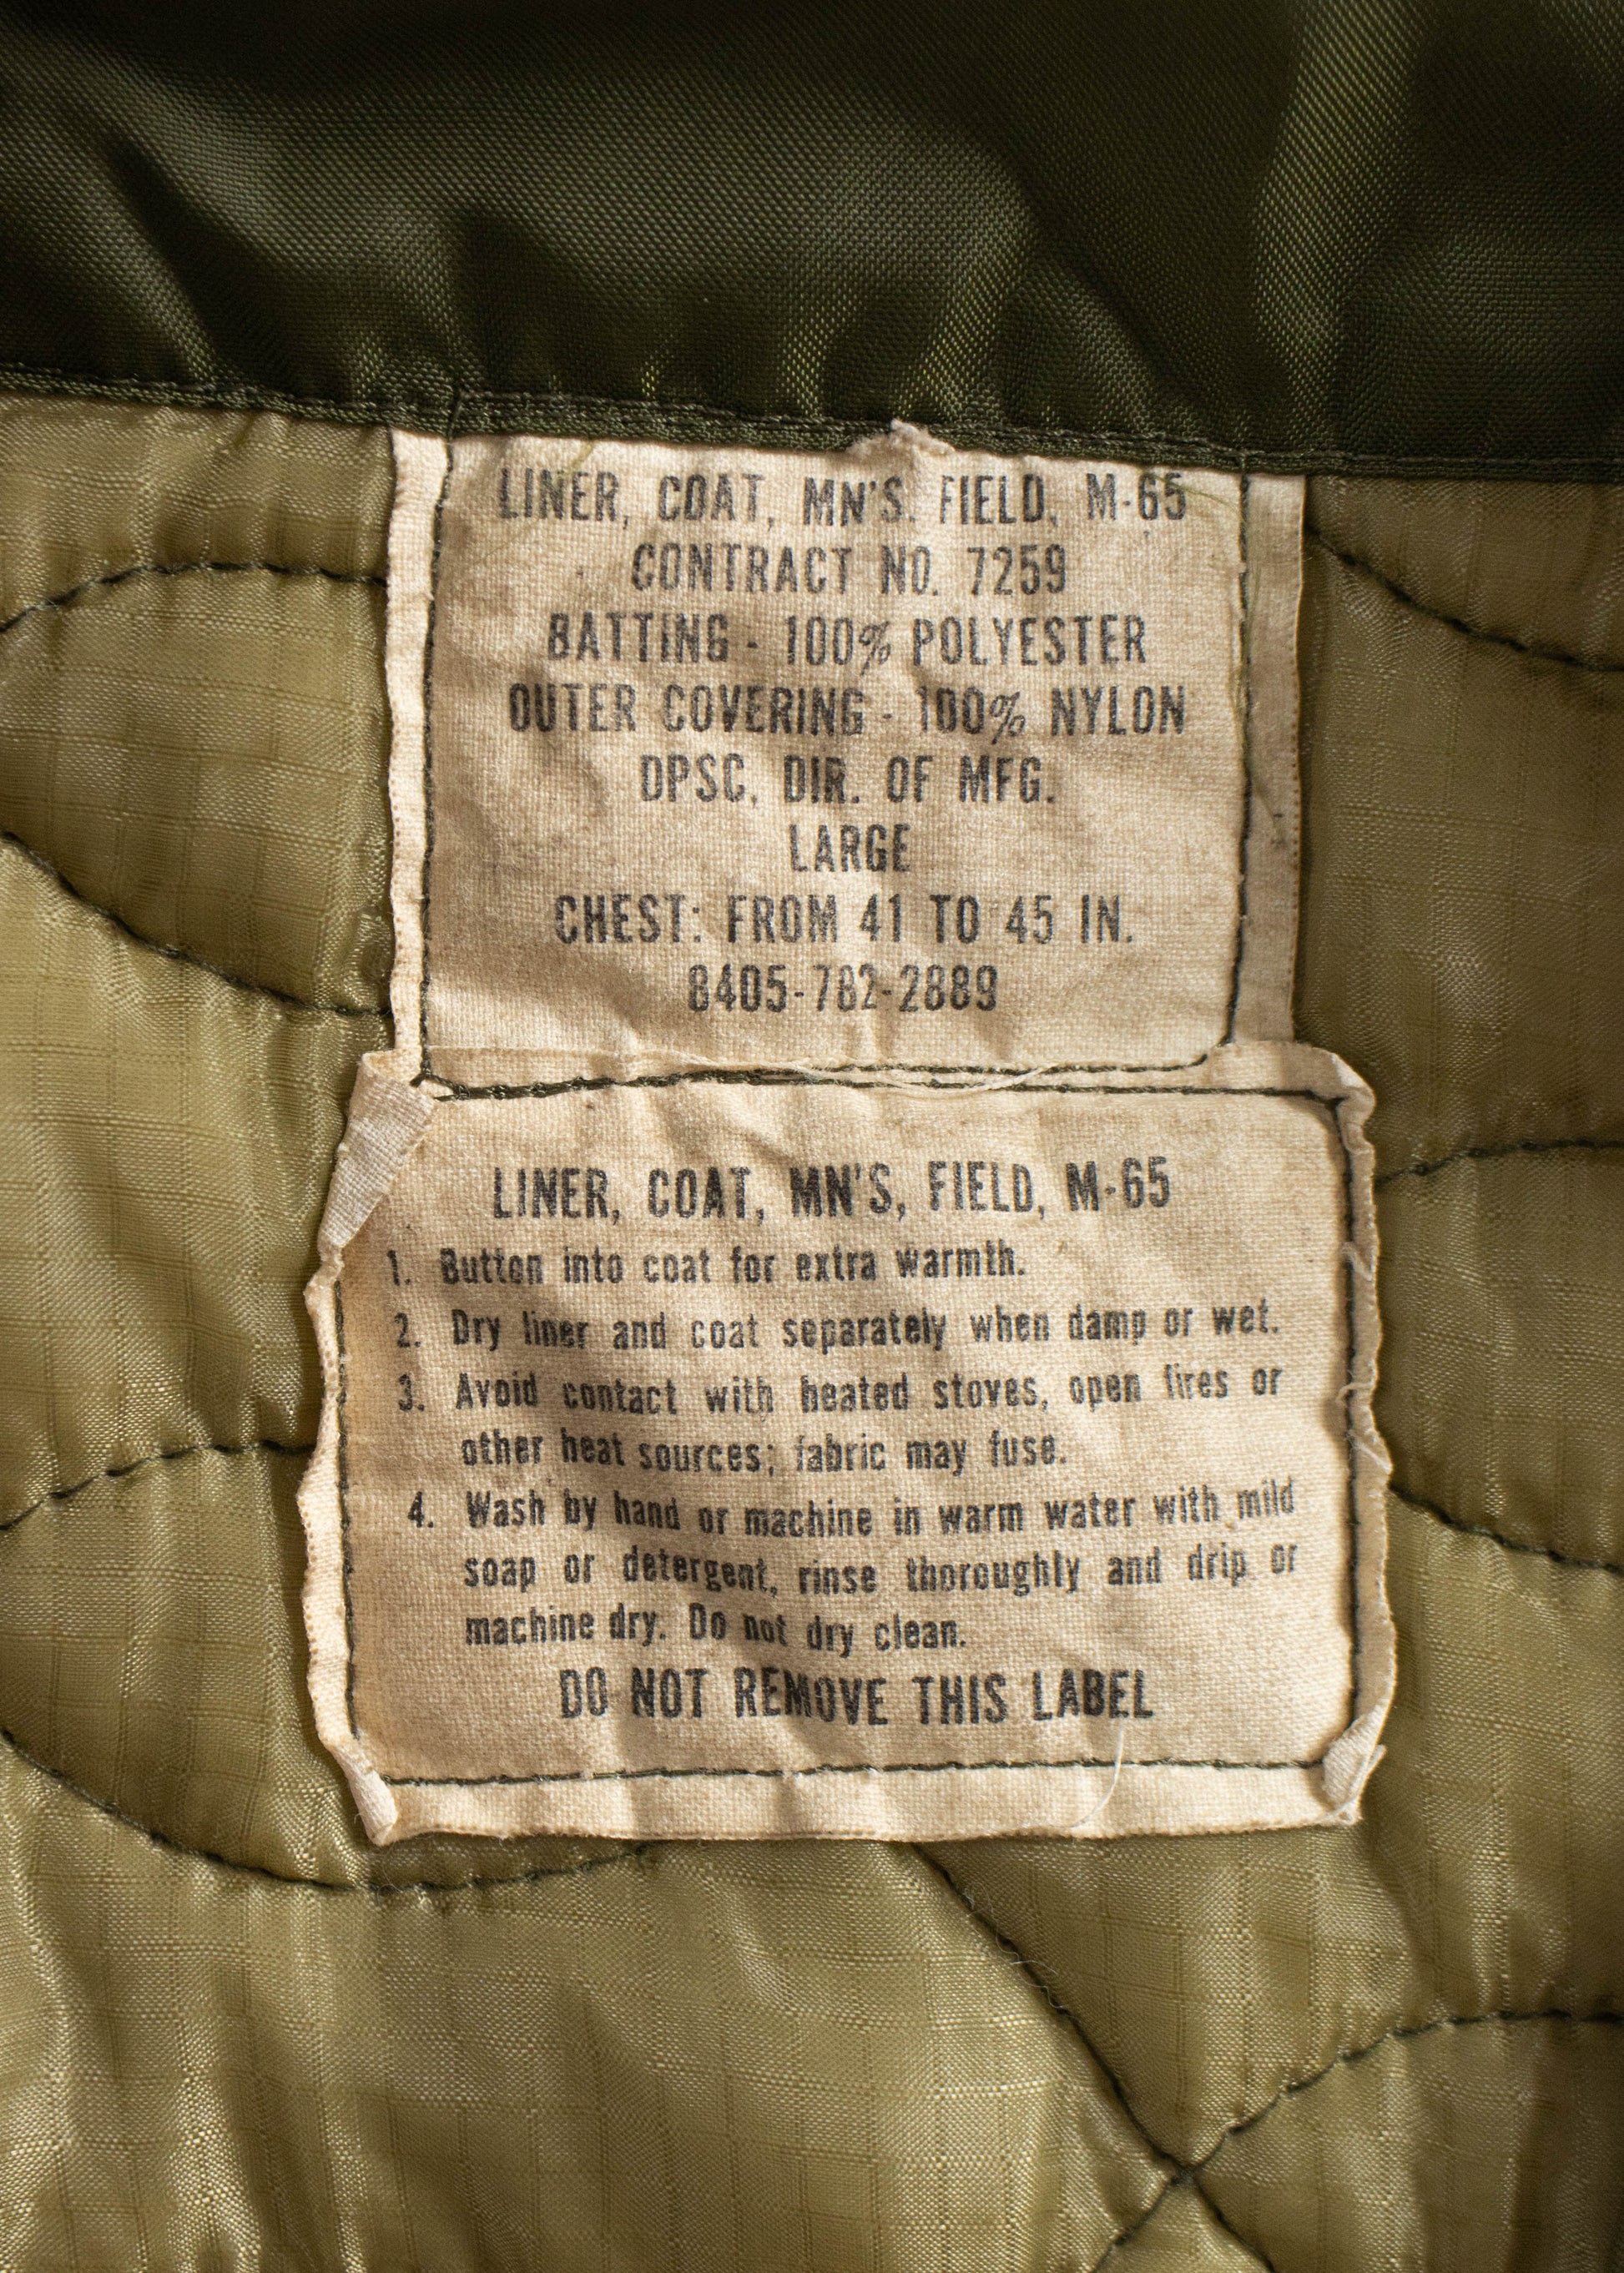 LINER, COAT, MN'S. FIELD, M-65
CONTRACT NO. 7259
BATTING - 100% POLYESTER
OUTER COVERING - 100% NYLON
DPSC, DIR. OF MFG.
LARGE
CHEST: FROM 41 TO 45 IN.
8405-782-2889
LINER, COAT, MN'S, FIELD, M-65
1. Button into coat for extra warmth.
2. Dry liner and coat separately when damp or wet.
3. Avoid contact with heated stoves, open fires or
other heat sources; fabric may fuse.
4. Wash by hand or machine in warm water with mild
soap or detergent, rinse thoroughly and drip or
machine dry. Do not dry clean.
DO NOT REMOVE THIS LABEL